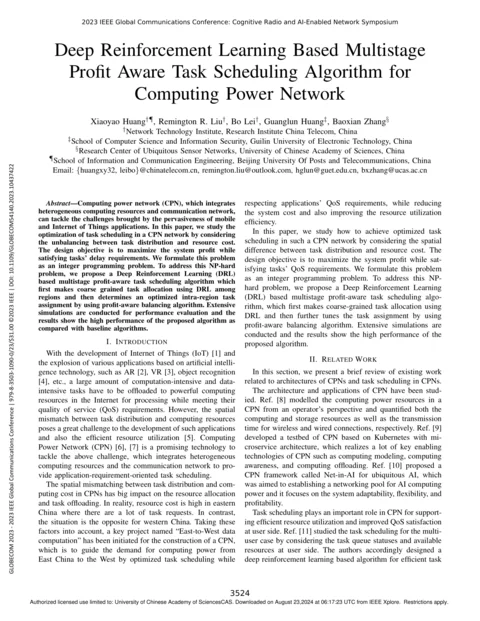 2023 IEEE Global Communications Conference: Cognitive Radio and AI-Enabled Network Symposium
Deep Reinforcement Learning Based Multistage
Profit Aware Task Scheduling Algorithm for
Computing Power Network
Xiaoyao Huang†¶, Remington R. Liu†, Bo Lei†, Guanglun Huang‡, Baoxian Zhang§
†Network Technology Institute, Research Institute China Telecom, China
‡School of Computer Science and Information Security, Guilin University of Electronic Technology, China
§Research Center of Ubiquitous Sensor Networks, University of Chinese Academy of Sciences, China
¶School of Information and Communication Engineering, Beijing University Of Posts and Telecommunications, China
Email: {huangxy32, leibo}@chinatelecom.cn, remington.liu@outlook.com, hglun@guet.edu.cn, bxzhang@ucas.ac.cn
Abstract—Computing power network (CPN), which integrates
heterogeneous computing resources and communication network,
can tackle the challenges brought by the pervasiveness of mobile
and Internet of Things applications. In this paper, we study the
optimization of task scheduling in a CPN network by considering
the unbalancing between task distribution and resource cost.
The design objective is to maximize the system profit while
satisfying tasks' delay requirements. We formulate this problem
as an integer programming problem. To address this NP-hard
problem, we propose a Deep Reinforcement Learning (DRL)
based multistage profit-aware task scheduling algorithm which
first makes coarse grained task allocation using DRL among
regions and then determines an optimized intra-region task
assignment by using profit-aware balancing algorithm. Extensive
simulations are conducted for performance evaluation and the
results show the high performance of the proposed algorithm as
compared with baseline algorithms.
I. INTRODUCTION
With the development of Internet of Things (IoT) [1] and
the explosion of various applications based on artificial intelli-
gence technology, such as AR [2], VR [3], object recognition
[4], etc., a large amount of computation-intensive and data-
intensive tasks have to be offloaded to powerful computing
resources in the Internet for processing while meeting their
quality of service (QoS) requirements. However, the spatial
mismatch between task distribution and computing resources
poses a great challenge to the development of such applications
and also the efficient resource utilization [5]. Computing
Power Network (CPN) [6], [7] is a promising technology to
tackle the above challenge, which integrates heterogeneous
computing resources and the communication network to pro-
vide application-requirement-oriented task scheduling.
The spatial mismatching between task distribution and com-
puting cost in CPNs has big impact on the resource allocation
and task offloading. In reality, resource cost is high in eastern
China where there are a lot of task requests. In contrast,
the situation is the opposite for western China. Taking these
factors into account, a key project named "East-to-West data
computation" has been initiated for the construction of a CPN,
which is to guide the demand for computing power from
East China to the West by optimized task scheduling while
respecting applications' QoS requirements, while reducing
the system cost and also improving the resource utilization
efficiency.
In this paper, we study how to achieve optimized task
scheduling in such a CPN network by considering the spatial
difference between task distribution and resource cost. The
design objective is to maximize the system profit while sat-
isfying tasks' QoS requirements. We formulate this problem
as an integer programming problem. To address this NP-
hard problem, we propose a Deep Reinforcement Learning
(DRL) based multistage profit-aware task scheduling algo-
rithm, which first makes coarse-grained task allocation using
DRL and then further tunes the task assignment by using
profit-aware balancing algorithm. Extensive simulations are
conducted and the results show the high performance of the
proposed algorithm.
II. RELATED WORK
In this section, we present a brief review of existing work
related to architectures of CPNs and task scheduling in CPNs.
The architecture and applications of CPN have been stud-
ied. Ref. [8] modelled the computing power resources in a
CPN from an operator's perspective and quantified both the
computing and storage resources as well as the transmission
time for wireless and wired connections, respectively. Ref. [9]
developed a testbed of CPN based on Kubernetes with mi-
croservice architecture, which realizes a lot of key enabling
technologies of CPN such as computing modeling, computing
awareness, and computing offloading. Ref. [10] proposed a
CPN framework called Net-in-AI for ubiquitous AI, which
was aimed to establishing a networking pool for AI computing
power and it focuses on the system adaptability, flexibility, and
profitability.
Task scheduling plays an important role in CPN for support-
ing efficient resource utilization and improved QoS satisfaction
at user side. Ref. [11] studied the task scheduling for the multi-
user case by considering the task queue statuses and available
resources at user side. The authors accordingly designed a
deep reinforcement learning based algorithm for efficient task
GLOBECOM 2023 - 2023 IEEE Global Communications Conference | 979-8-3503-1090-0/23/$31.00 ©2023 IEEE | DOI: 10.1109/GLOBECOM54140.2023.10437422
3524
Authorized licensed use limited to: University of Chinese Academy of SciencesCAS. Downloaded on August 23,2024 at 06:17:23 UTC from IEEE Xplore. Restrictions apply.